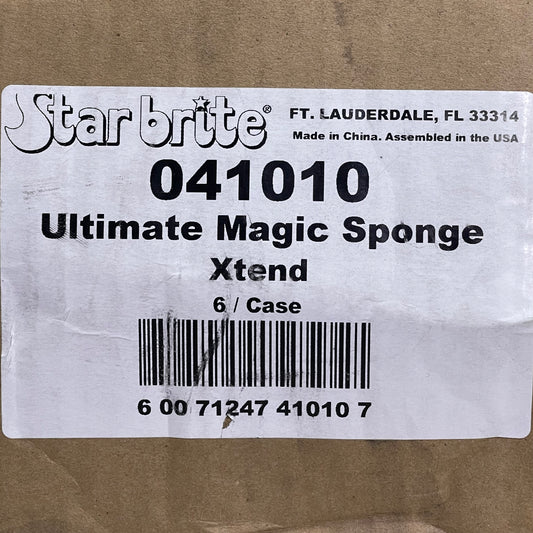 Star brite®
FT. LAUDERDALE, FL 33314
Made in China. Assembled in the USA
041010
Ultimate Magic Sponge
Xtend
6 / Case
6 00 71247 41010 7